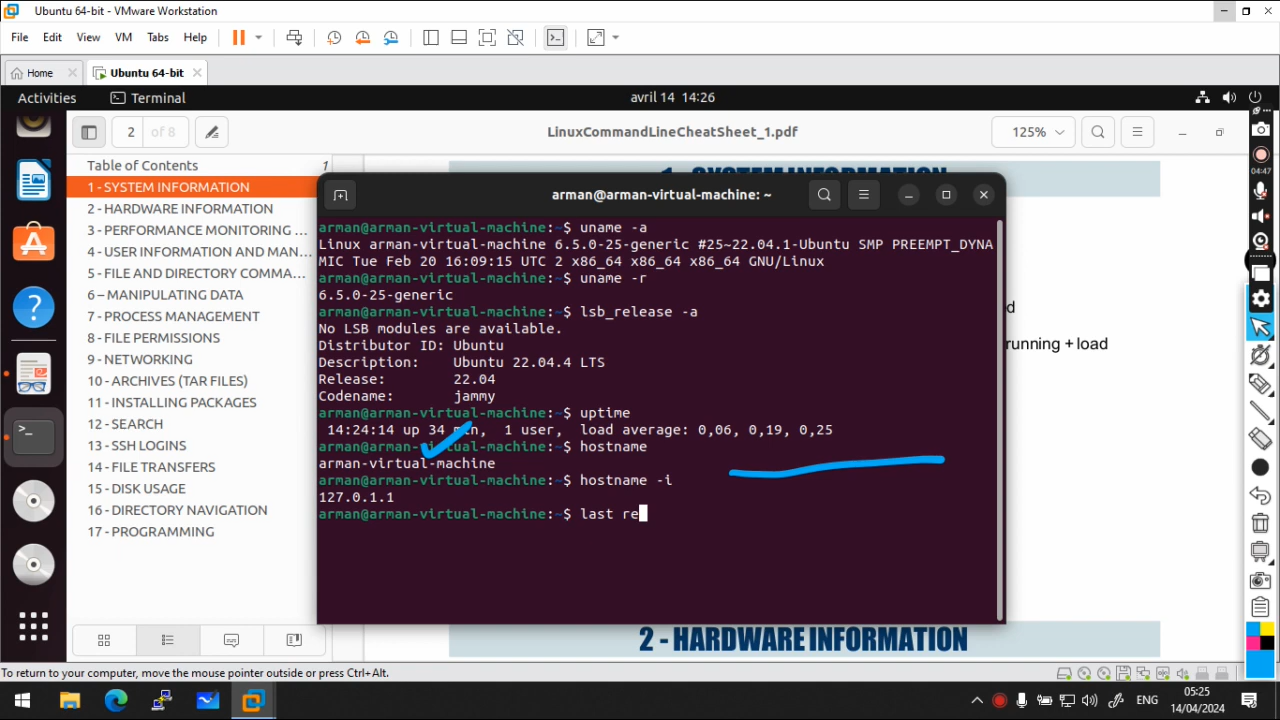 Ubuntu 64-bit - VMware Workstation
File Edit View VM Tabs Help
Home
Ubuntu 64-bit
Activities
Terminal
avril 14 14:26
2 of 8
LinuxCommandLineCheatSheet_1.pdf
125%
Table of Contents 1
1 - SYSTEM INFORMATION
2 - HARDWARE INFORMATION
3 - PERFORMANCE MONITORING ...
4 - USER INFORMATION AND MAN...
5 - FILE AND DIRECTORY COMMA...
6 – MANIPULATING DATA
7 - PROCESS MANAGEMENT
8 - FILE PERMISSIONS
9 - NETWORKING
10 - ARCHIVES (TAR FILES)
11 - INSTALLING PACKAGES
12 - SEARCH
13 - SSH LOGINS
14 - FILE TRANSFERS
15 - DISK USAGE
16 - DIRECTORY NAVIGATION
17 - PROGRAMMING
1 - SYSTEM INFORMATION
arman@arman-virtual-machine: ~
arman@arman-virtual-machine:~$ uname -a
Linux arman-virtual-machine 6.5.0-25-generic #25~22.04.1-Ubuntu SMP PREEMPT_DYNA
MIC Tue Feb 20 16:09:15 UTC 2 x86_64 x86_64 x86_64 GNU/Linux
arman@arman-virtual-machine:~$ uname -r
6.5.0-25-generic
arman@arman-virtual-machine:~$ lsb_release -a
No LSB modules are available.
Distributor ID: Ubuntu
Description: Ubuntu 22.04.4 LTS
Release: 22.04
Codename: jammy
arman@arman-virtual-machine:~$ uptime
14:24:14 up 34 min, 1 user, load average: 0,06, 0,19, 0,25
arman@arman-virtual-machine:~$ hostname
arman-virtual-machine
arman@arman-virtual-machine:~$ hostname -i
127.0.1.1
arman@arman-virtual-machine:~$ last re
running + load
2 - HARDWARE INFORMATION
04:47
To return to your computer, move the mouse pointer outside or press Ctrl+Alt.
ENG
05:25
14/04/2024